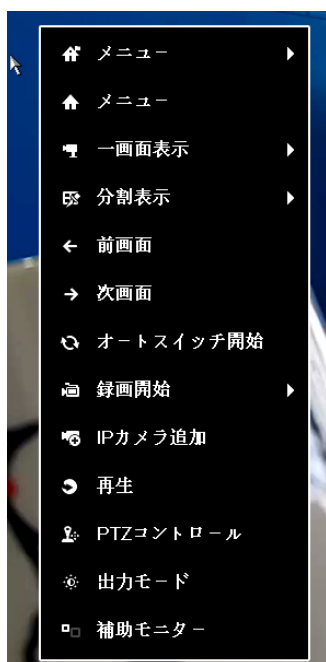 メニュー
メニュー
一画面表示
分割表示
前画面
次画面
オートスイッチ開始
録画開始
IPカメラ追加
再生
PTZコントロール
出力モード
補助モニター